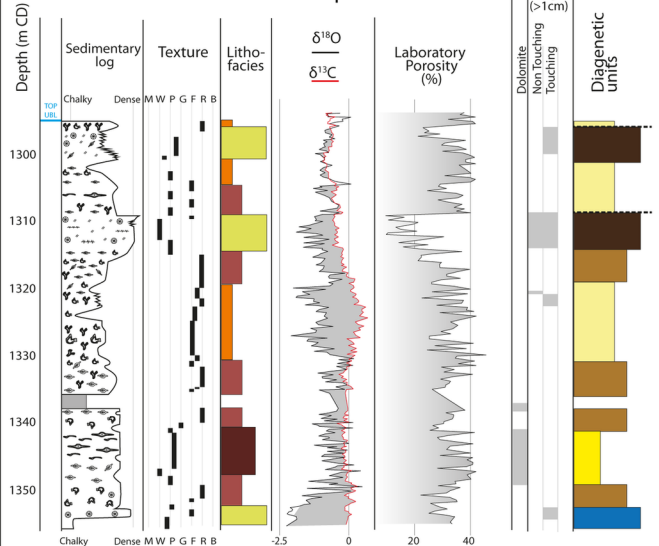 (>1cm)
Depth (m CD)
Sedimentary
log
Texture
Litho-
facies
δ18O
δ13C
Laboratory
Porosity
(%)
Dolomite
Non Touching
Touching
Diagenetic
units
TOP
UBL
Chalky Dense M W P G F R B
1300
1310
1320
1330
1340
1350
Chalky Dense M W P G F R B -2.5 0 20 40